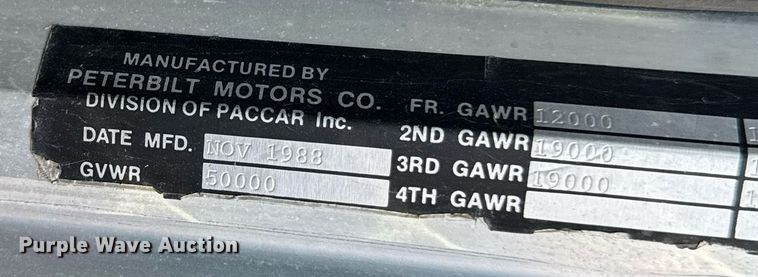 MANUFACTURED BY
PETERBILT MOTORS CO.
DIVISION OF PACCAR Inc.
DATE MFD. NOV 1988
GVWR 50000
FR. GAWR 12000
2ND GAWR 19000
3RD GAWR 19000
4TH GAWR
Purple Wave Auction